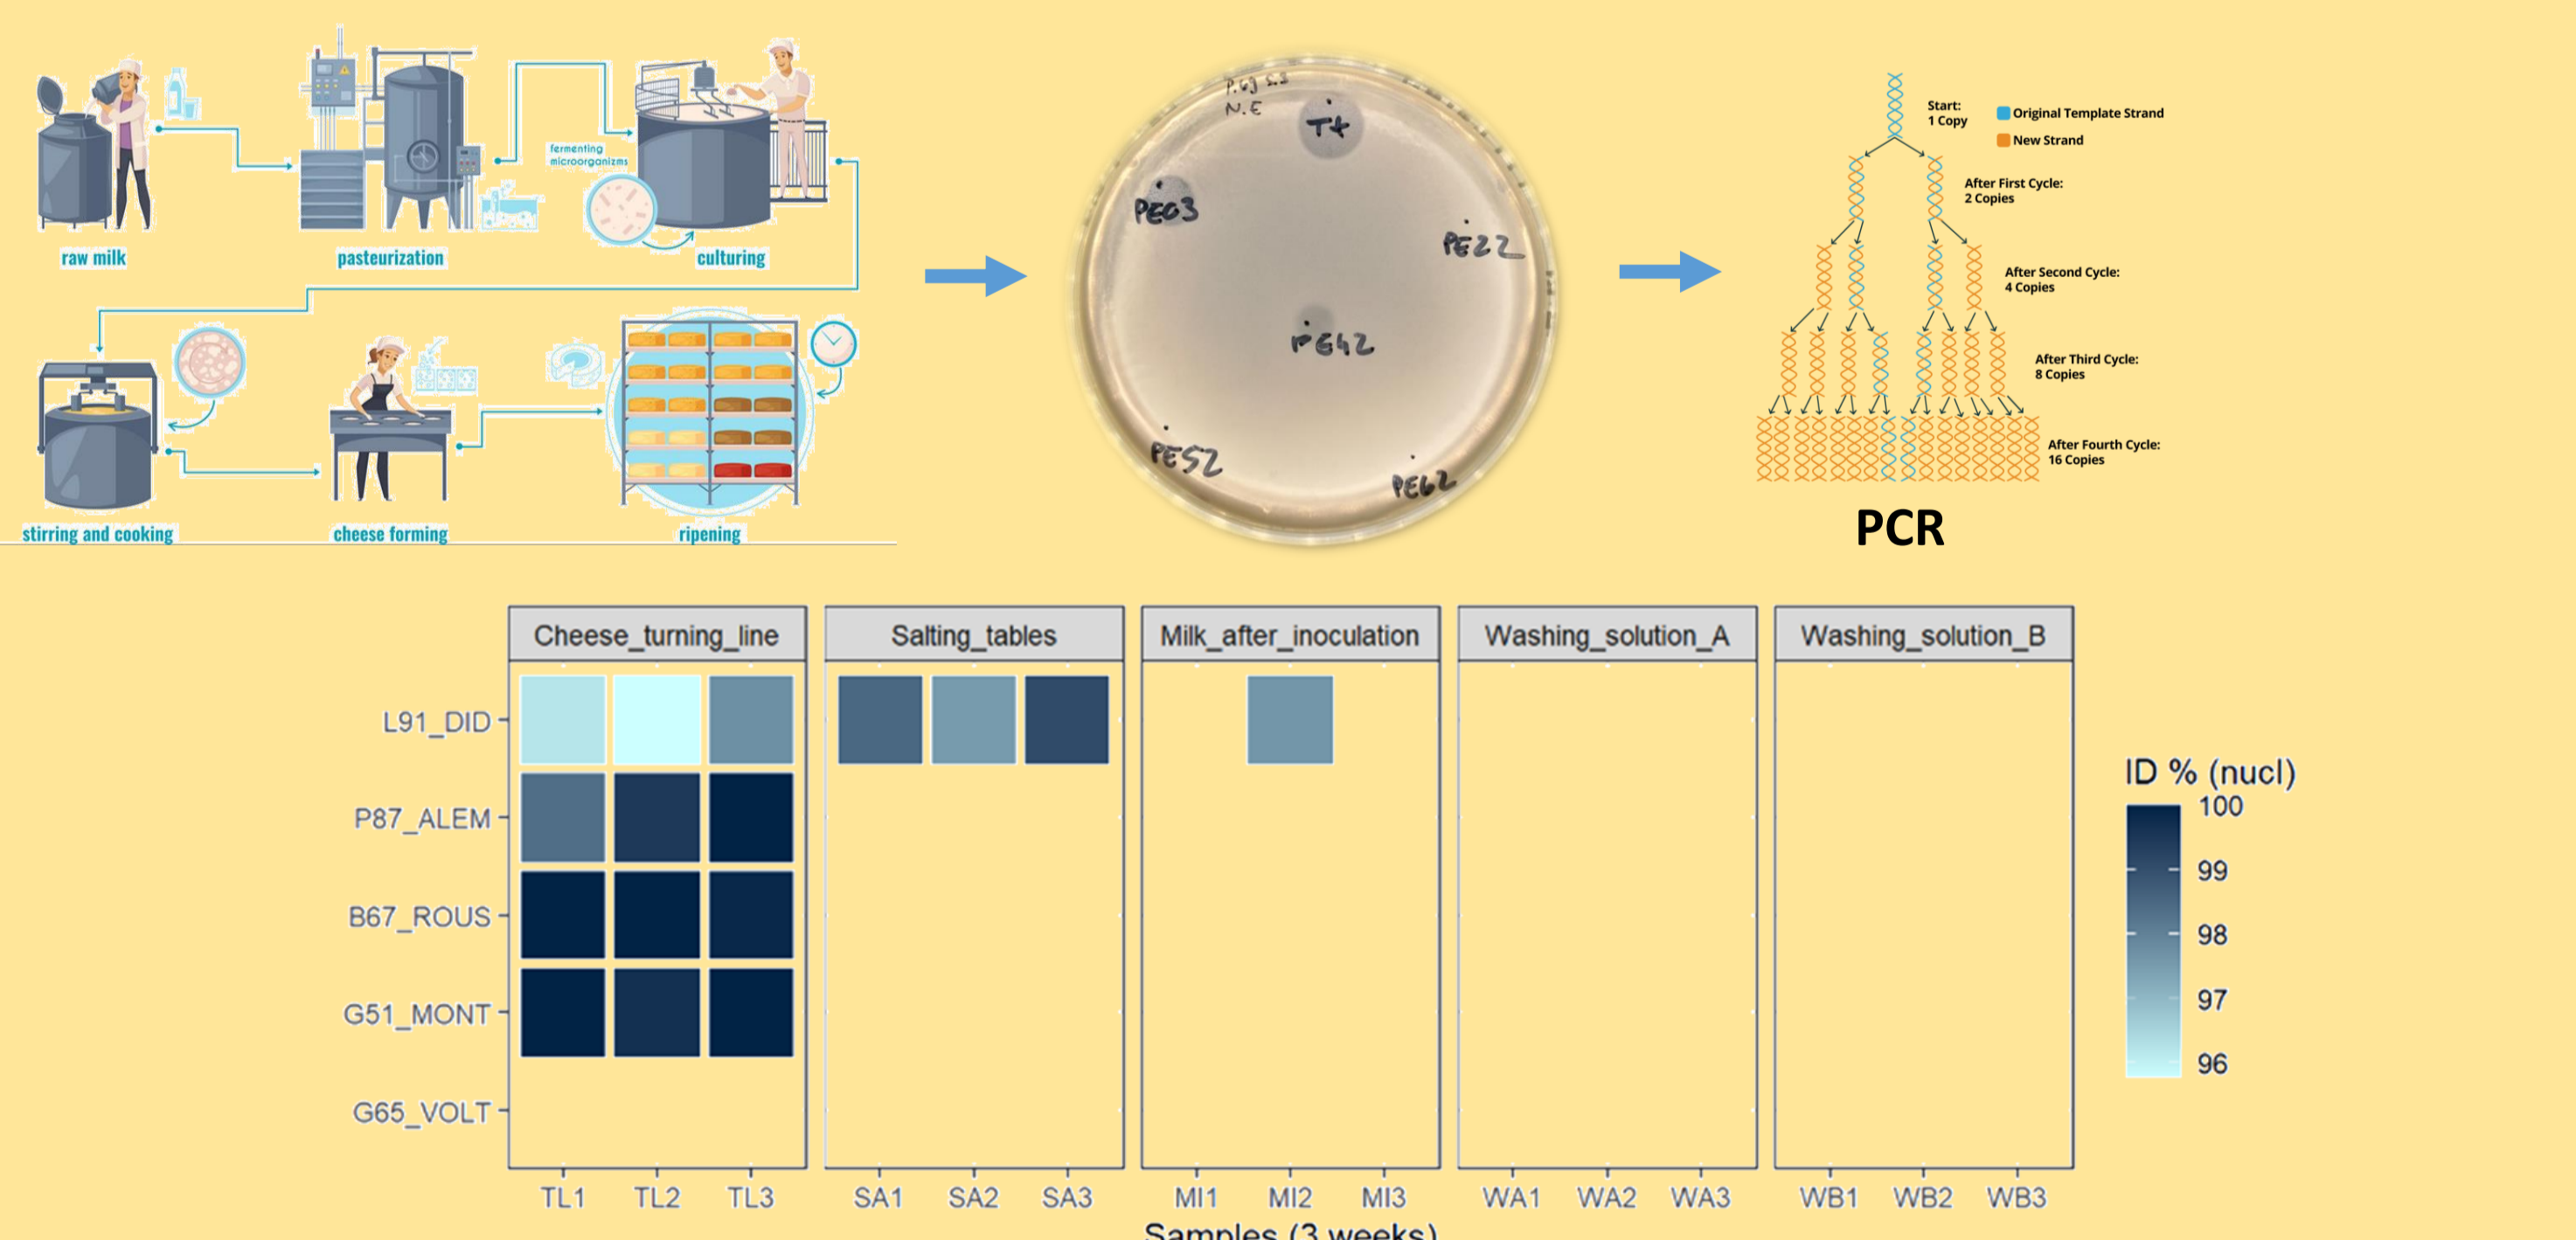 raw milk
pasteurization
fermenting
microorganizms
culturing
stirring and cooking
cheese forming
ripening
N.E
T+
PE03
PE22
PE42
PE52
PE62
Start:
1 Copy
Original Template Strand
New Strand
After First Cycle:
2 Copies
After Second Cycle:
4 Copies
After Third Cycle:
8 Copies
After Fourth Cycle:
16 Copies
PCR
Cheese_turning_line
Salting_tables
Milk_after_inoculation
Washing_solution_A
Washing_solution_B
L91_DID
P87_ALEM
B67_ROUS
G51_MONT
G65_VOLT
ID % (nucl)
100
99
98
97
96
TL1 TL2 TL3 SA1 SA2 SA3 MI1 MI2 MI3 WA1 WA2 WA3 WB1 WB2 WB3
Samples (3 weeks)